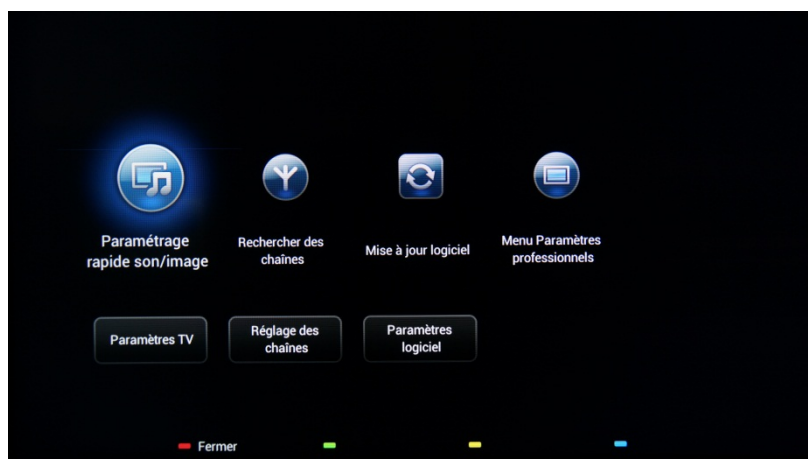 Paramétrage
rapide son/image
Rechercher des
chaînes
Mise à jour logiciel
Menu Paramètres
professionnels
Paramètres TV
Réglage des
chaînes
Paramètres
logiciel
Fermer